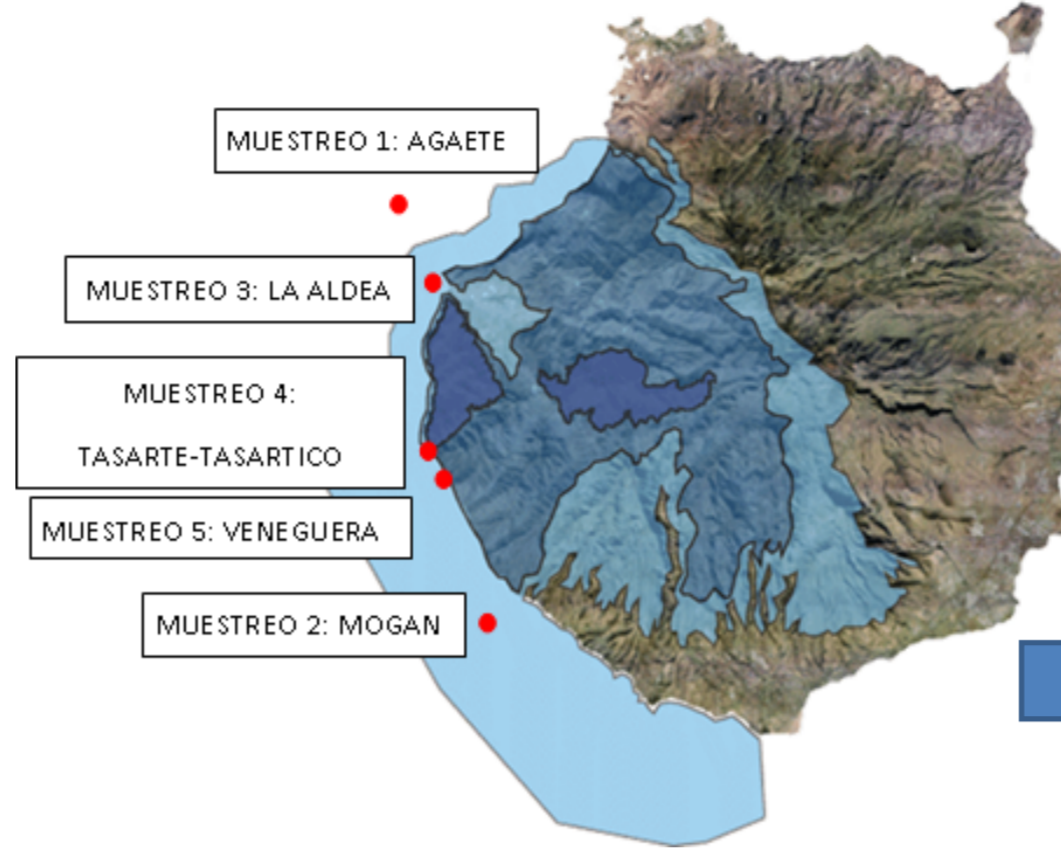 MUESTREO 1: AGAETE
MUESTREO 3: LA ALDEA
MUESTREO 4:
TASARTE-TASARTICO
MUESTREO 5: VENEGUERA
MUESTREO 2: MOGAN